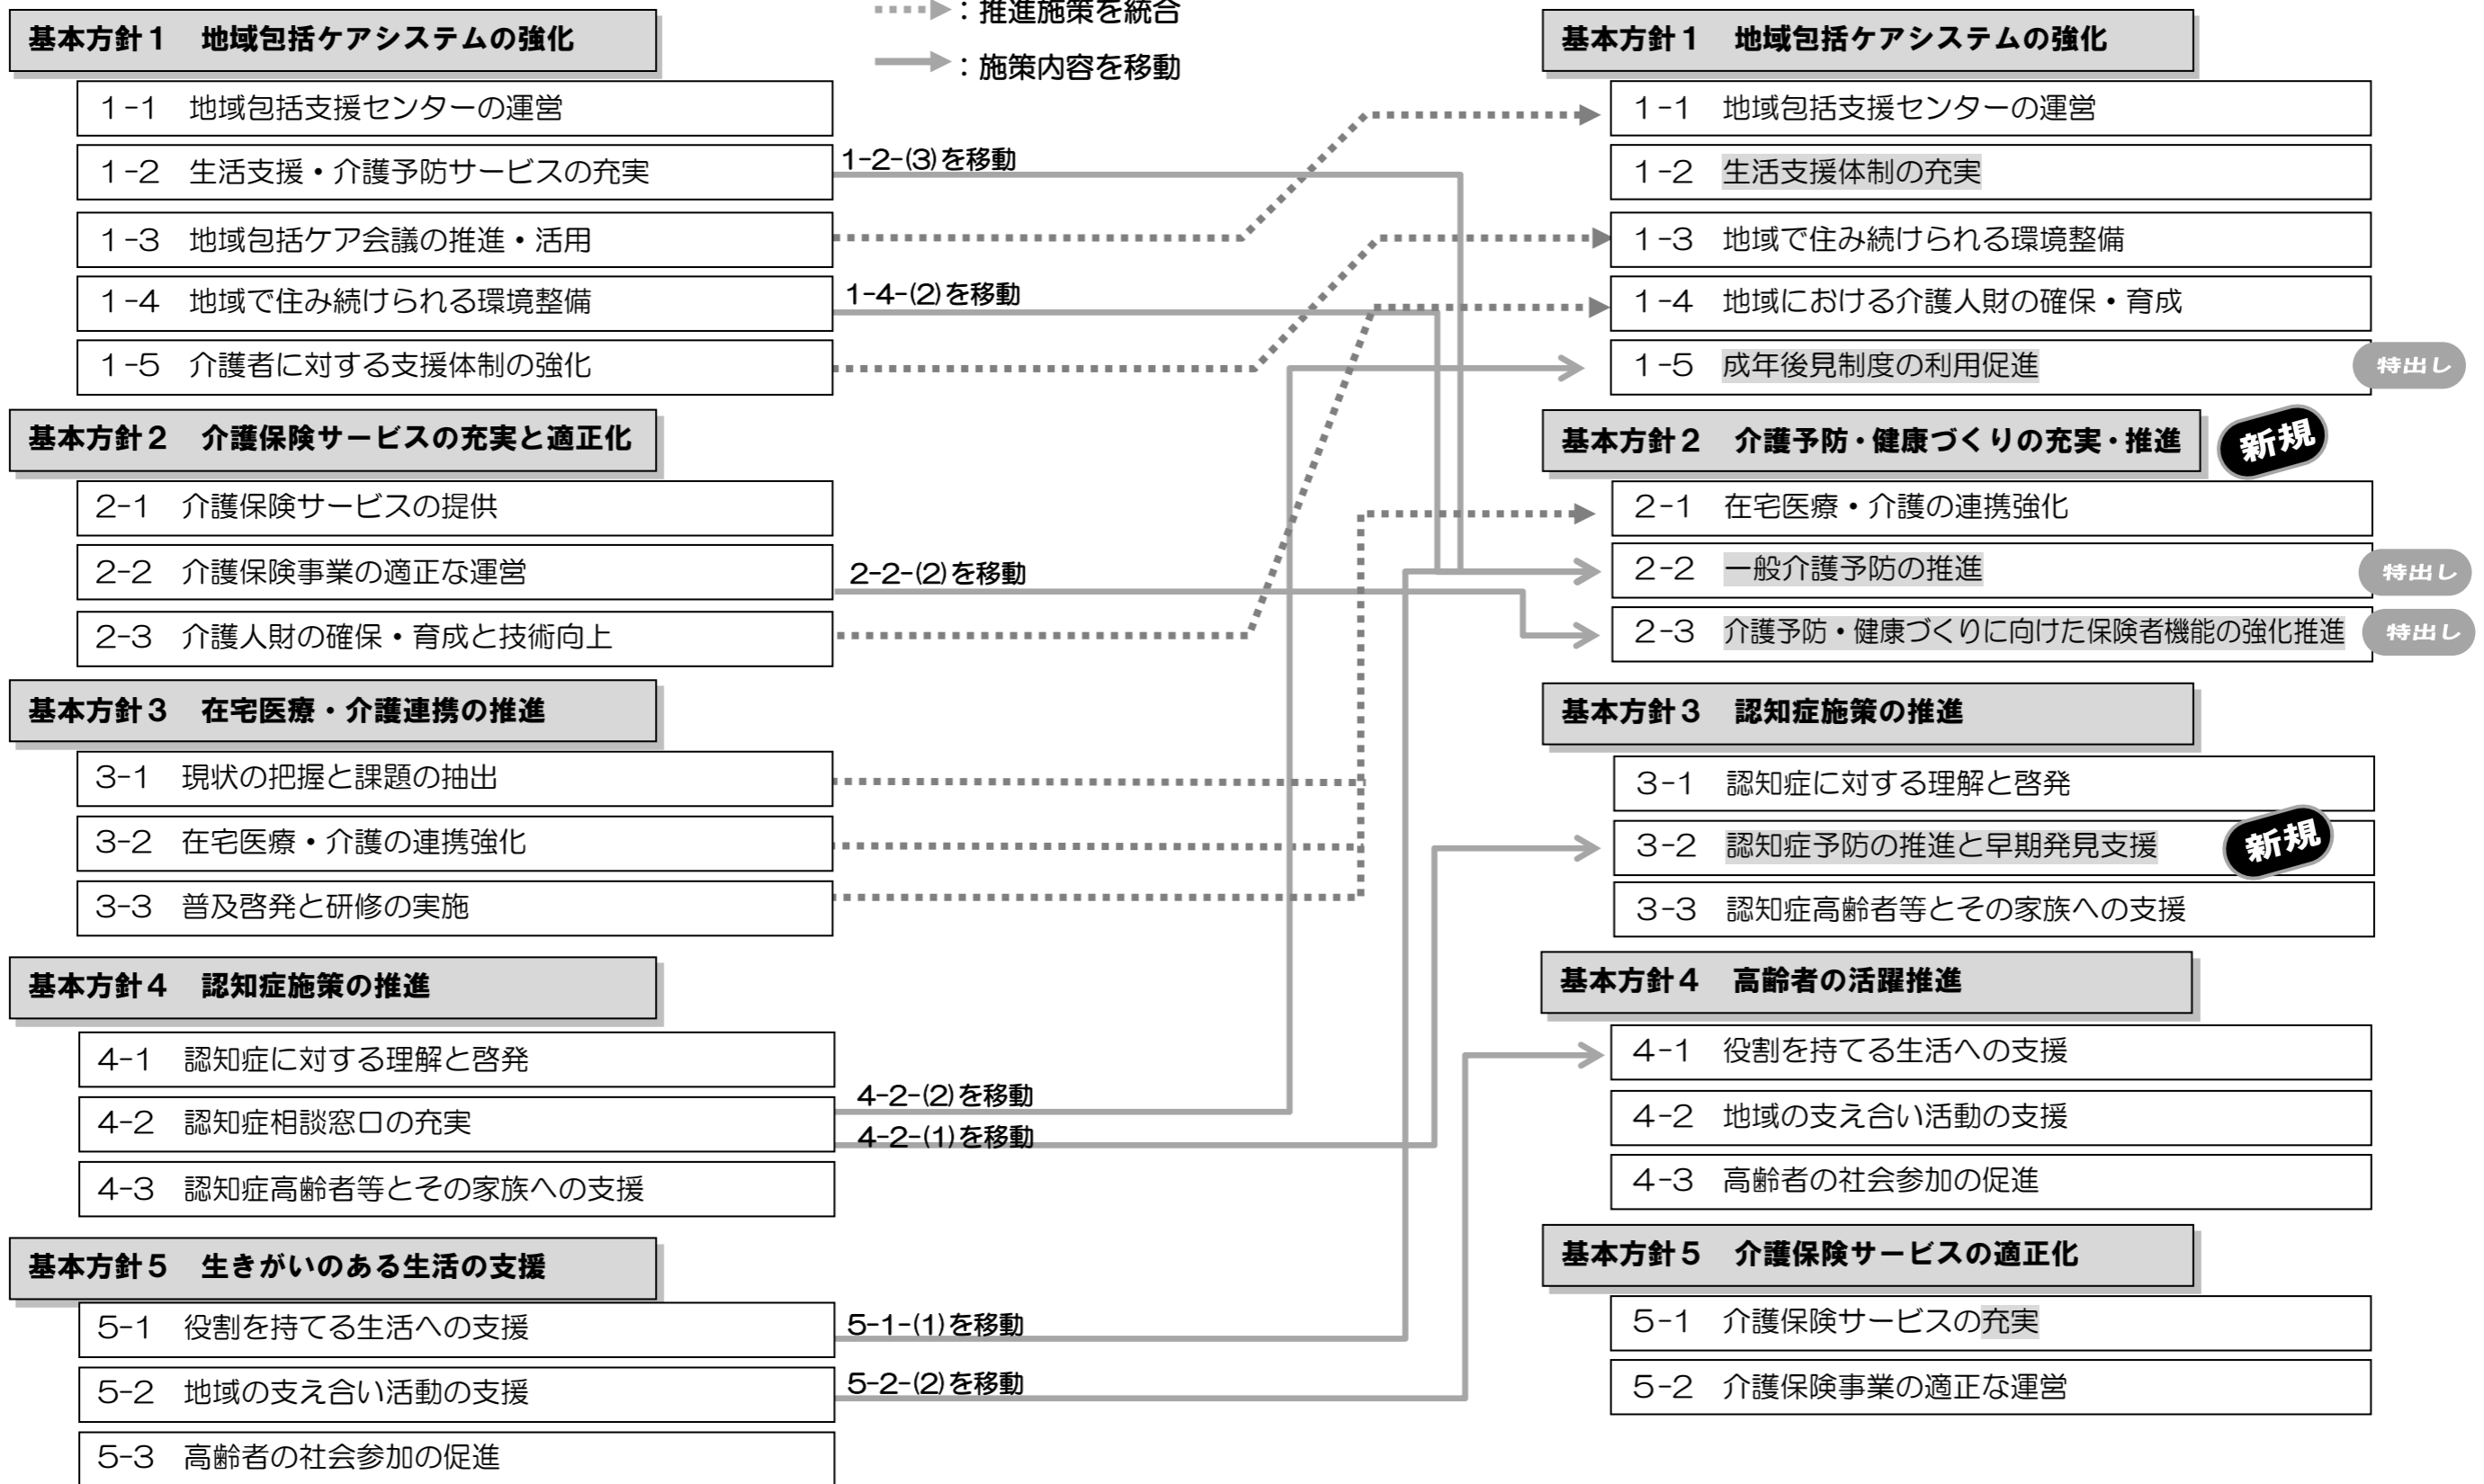 ：推進施策を統合
：施策内容を移動
基本方針１　地域包括ケアシステムの強化
１-1　地域包括支援センターの運営
１-2　生活支援・介護予防サービスの充実
1-2-(3)を移動
１-3　地域包括ケア会議の推進・活用
１-4　地域で住み続けられる環境整備
1-4-(2)を移動
１-5　介護者に対する支援体制の強化
基本方針２　介護保険サービスの充実と適正化
2-1　介護保険サービスの提供
2-2　介護保険事業の適正な運営
2-2-(2)を移動
2-3　介護人財の確保・育成と技術向上
基本方針３　在宅医療・介護連携の推進
3-1　現状の把握と課題の抽出
3-2　在宅医療・介護の連携強化
3-3　普及啓発と研修の実施
基本方針４　認知症施策の推進
4-1　認知症に対する理解と啓発
4-2　認知症相談窓口の充実
4-2-(2)を移動
4-2-(1)を移動
4-3　認知症高齢者等とその家族への支援
基本方針５　生きがいのある生活の支援
5-1　役割を持てる生活への支援
5-1-(1)を移動
5-2　地域の支え合い活動の支援
5-2-(2)を移動
5-3　高齢者の社会参加の促進
基本方針１　地域包括ケアシステムの強化
１-1　地域包括支援センターの運営
１-2　生活支援体制の充実
１-3　地域で住み続けられる環境整備
１-4　地域における介護人財の確保・育成
１-5　成年後見制度の利用促進
特出し
基本方針２　介護予防・健康づくりの充実・推進
新規
２-1　在宅医療・介護の連携強化
２-2　一般介護予防の推進
特出し
２-3　介護予防・健康づくりに向けた保険者機能の強化推進
特出し
基本方針３　認知症施策の推進
３-1　認知症に対する理解と啓発
３-2　認知症予防の推進と早期発見支援
新規
３-3　認知症高齢者等とその家族への支援
基本方針４　高齢者の活躍推進
４-1　役割を持てる生活への支援
４-2　地域の支え合い活動の支援
４-3　高齢者の社会参加の促進
基本方針５　介護保険サービスの適正化
５-1　介護保険サービスの充実
５-2　介護保険事業の適正な運営